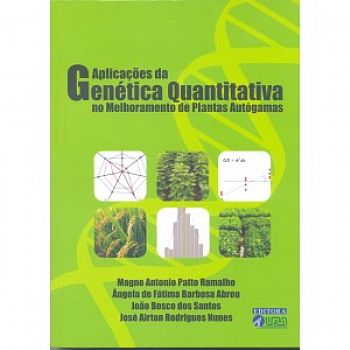 Aplicações da
Genética Quantitativa
no Melhoramento de Plantas Autógamas
Magno Antonio Patto Ramalho
Ângela de Fátima Barbosa Abreu
João Bosco dos Santos
José Airton Rodrigues Nunes
EDITORA
UFLA